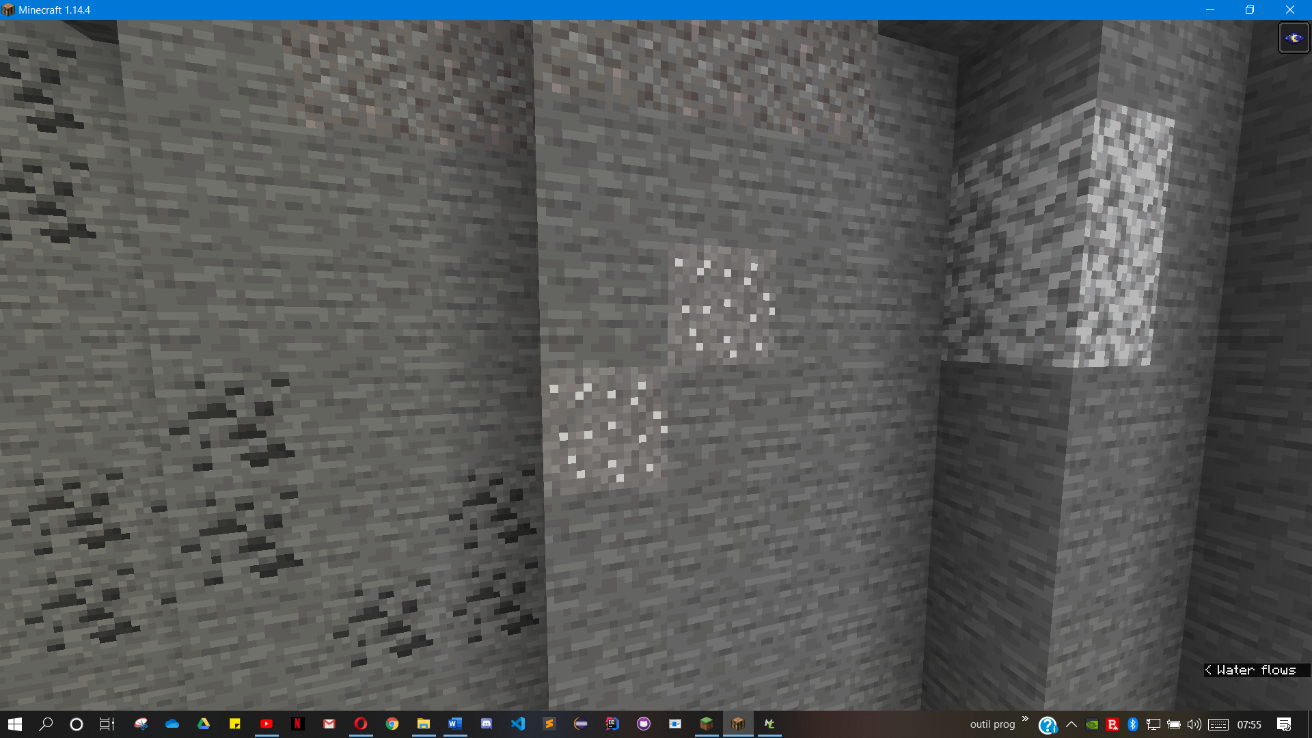 Minecraft 1.14.4
< Water flows
outil prog
07:55